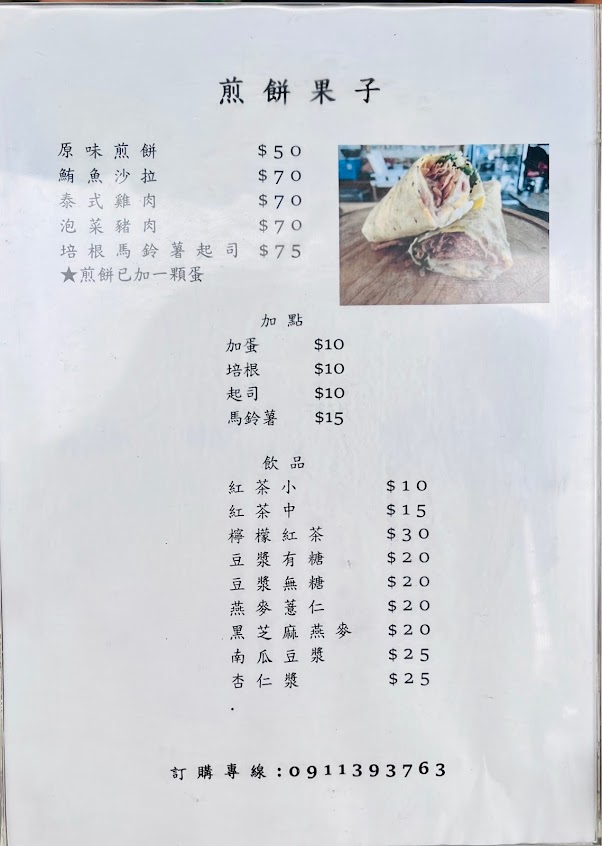 煎餅果子
原味煎餅 $50
鮪魚沙拉 $70
泰式雞肉 $70
泡菜豬肉 $70
培根馬鈴薯起司 $75
★煎餅已加一顆蛋
加點
加蛋 $10
培根 $10
起司 $10
馬鈴薯 $15
飲品
紅茶小 $10
紅茶中 $15
檸檬紅茶 $30
豆漿有糖 $20
豆漿無糖 $20
燕麥薏仁 $20
黑芝麻燕麥 $20
南瓜豆漿 $25
杏仁漿 $25
.
訂購專線:0911393763